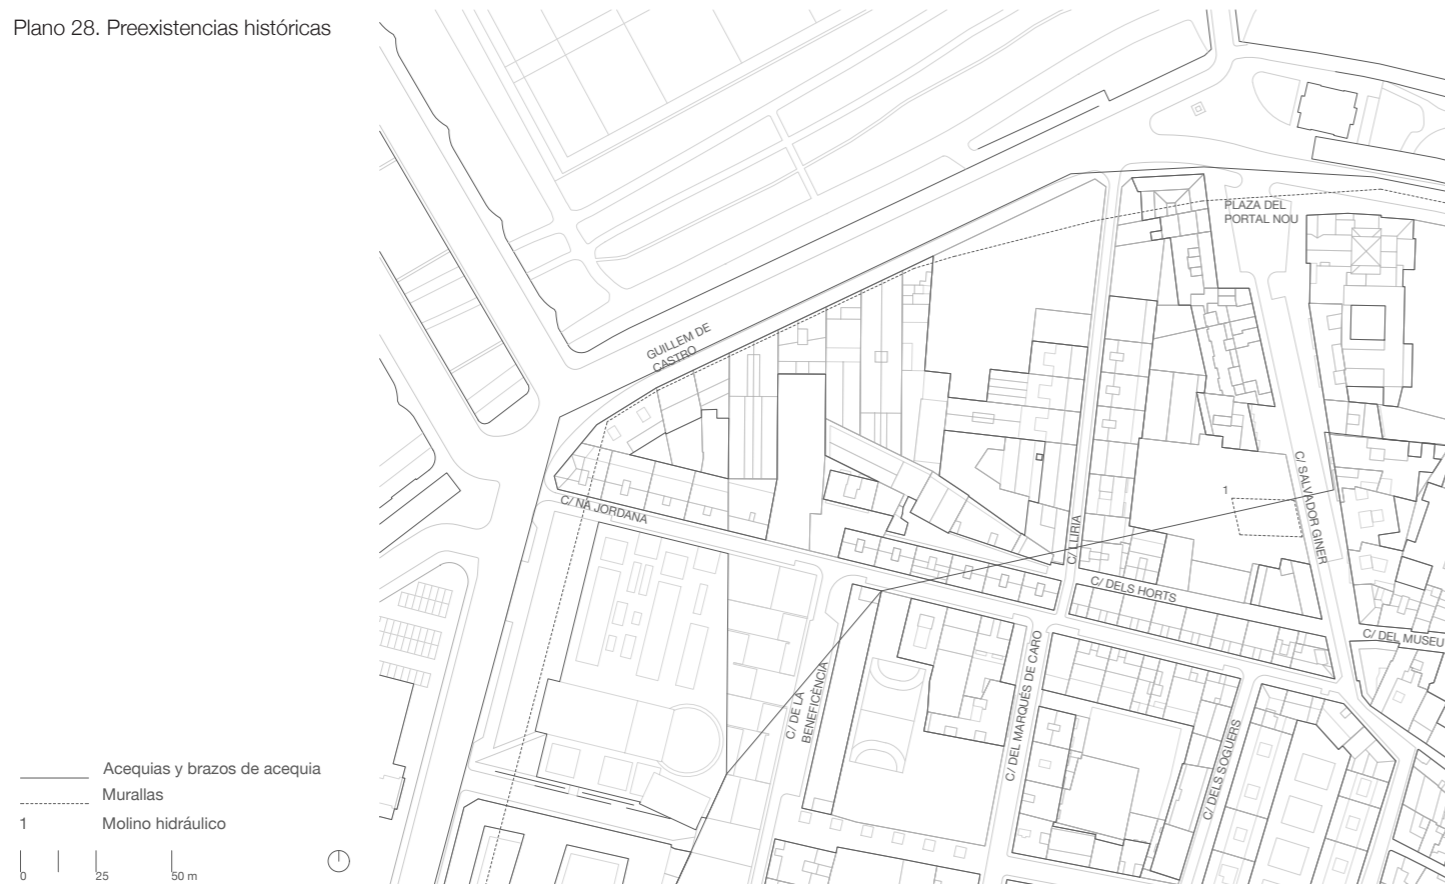 Plano 28. Preexistencias históricas
PLAZA DEL
PORTAL NOU
GUILLEM DE
CASTRO
C/ NA JORDANA
1
C/ SALVADOR GINER
C/ LLIRIA
C/ DELS HORTS
C/ DEL MUSEU
C/ DE LA
BENEFICÈNCIA
C/ DEL MARQUÉS DE CARO
C/ DELS SOGUERS
Acequias y brazos de acequia
Murallas
1 Molino hidráulico
0 25 50 m